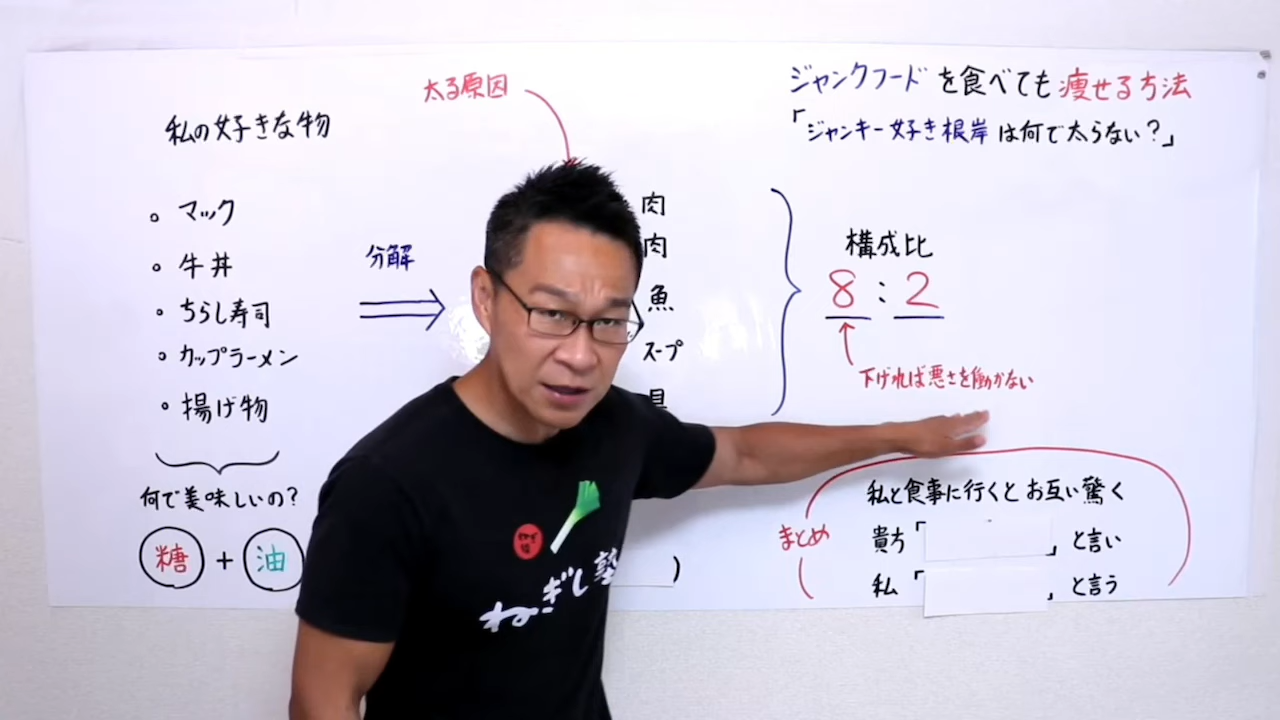 太る原因
ジャンクフードを食べても痩せる方法
「ジャンキー好き根岸は何で太らない?」
私の好きな物
マック
牛丼
ちらし寿司
カップラーメン
揚げ物
何で美味しいの?
糖 + 油
分解
肉
肉
魚
スープ
具
)
構成比
8 : 2
下げれば悪さを働かない
まとめ
私と食事に行くとお互い驚く
貴方「 」と言い
私「 」と言う
ねぎし塾